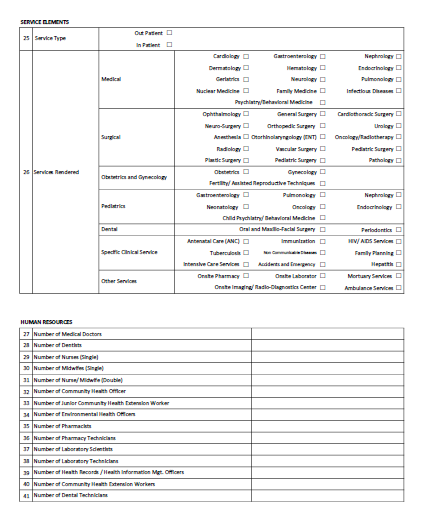 SERVICE ELEMENTS
25 Service Type Out Patient
In Patient
26 Services Rendered
Medical
Cardiology Gastroenterology Nephrology
Dermatology Hematology Endocrinology
Geriatrics Neurology Pulmonology
Nuclear Medicine Family Medicine Infectious Diseases
Psychiatry/Behavioral Medicine
Surgical
Ophthalmology General Surgery Cardiothoracic Surgery
Neuro-Surgery Orthopedic Surgery Urology
Anesthesia Otorhinolaryngology (ENT) Oncology/Radiotherapy
Radiology Vascular Surgery Pediatric Surgery
Plastic Surgery Pediatric Surgery Pathology
Obstetrics and Gynecology
Obstetrics Gynecology
Fertility/ Assisted Reproductive Techniques
Pediatrics
Gastroenterology Pulmonology Nephrology
Neonatology Oncology Endocrinology
Child Psychiatry/ Behavioral Medicine
Dental Oral and Maxillo-Facial Surgery Periodontics
Specific Clinical Service
Antenatal Care (ANC) Immunization HIV/ AIDS Services
Tuberculosis Non Communicable Diseases Family Planning
Intensive Care Services Accidents and Emergency Hepatitis
Other Services
Onsite Pharmacy Onsite Laborator Mortuary Services
Onsite Imaging/ Radio-Diagnostics Center Ambulance Services
HUMAN RESOURCES
27 Number of Medical Doctors
28 Number of Dentists
29 Number of Nurses (Single)
30 Number of Midwifes (Single)
31 Number of Nurse/ Midwife (Double)
32 Number of Community Health Officer
33 Number of Junior Community Health Extension Worker
34 Number of Environmental Health Officers
35 Number of Pharmacists
36 Number of Pharmacy Technicians
37 Number of Laboratory Scientists
38 Number of Laboratory Technicians
39 Number of Health Records / Health Information Mgt. Officers
40 Number of Community Health Extension Workers
41 Number of Dental Technicians